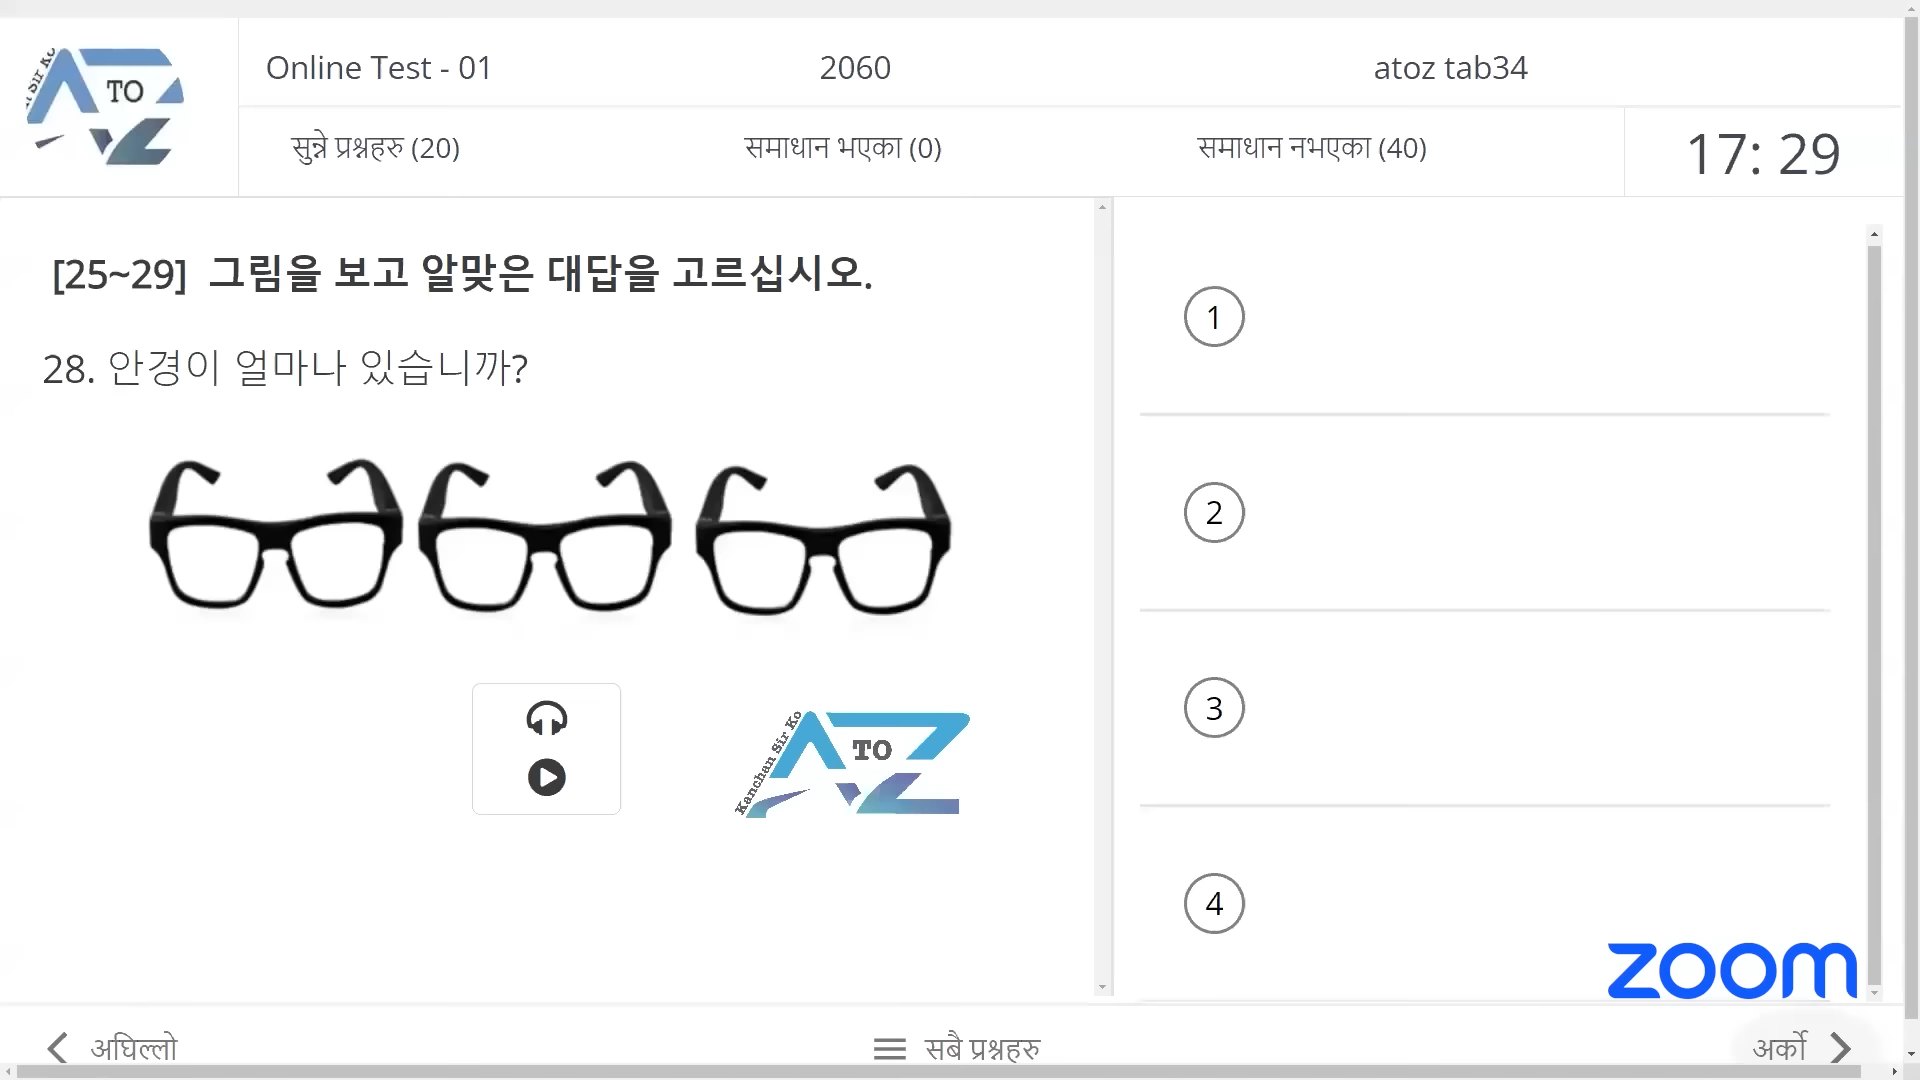 Online Test - 01
2060
atoz tab34
TO
सुन्ने प्रश्नहरु (20)
समाधान भएका (0)
समाधान नभएका (40)
17: 29
[25~29] 그림을 보고 알맞은 대답을 고르십시오.
28. 안경이 얼마나 있습니까?
1
2
3
4
Kanchan Sir Ko
TO
zoom
अघिल्लो
सबै प्रश्नहरु
अर्को